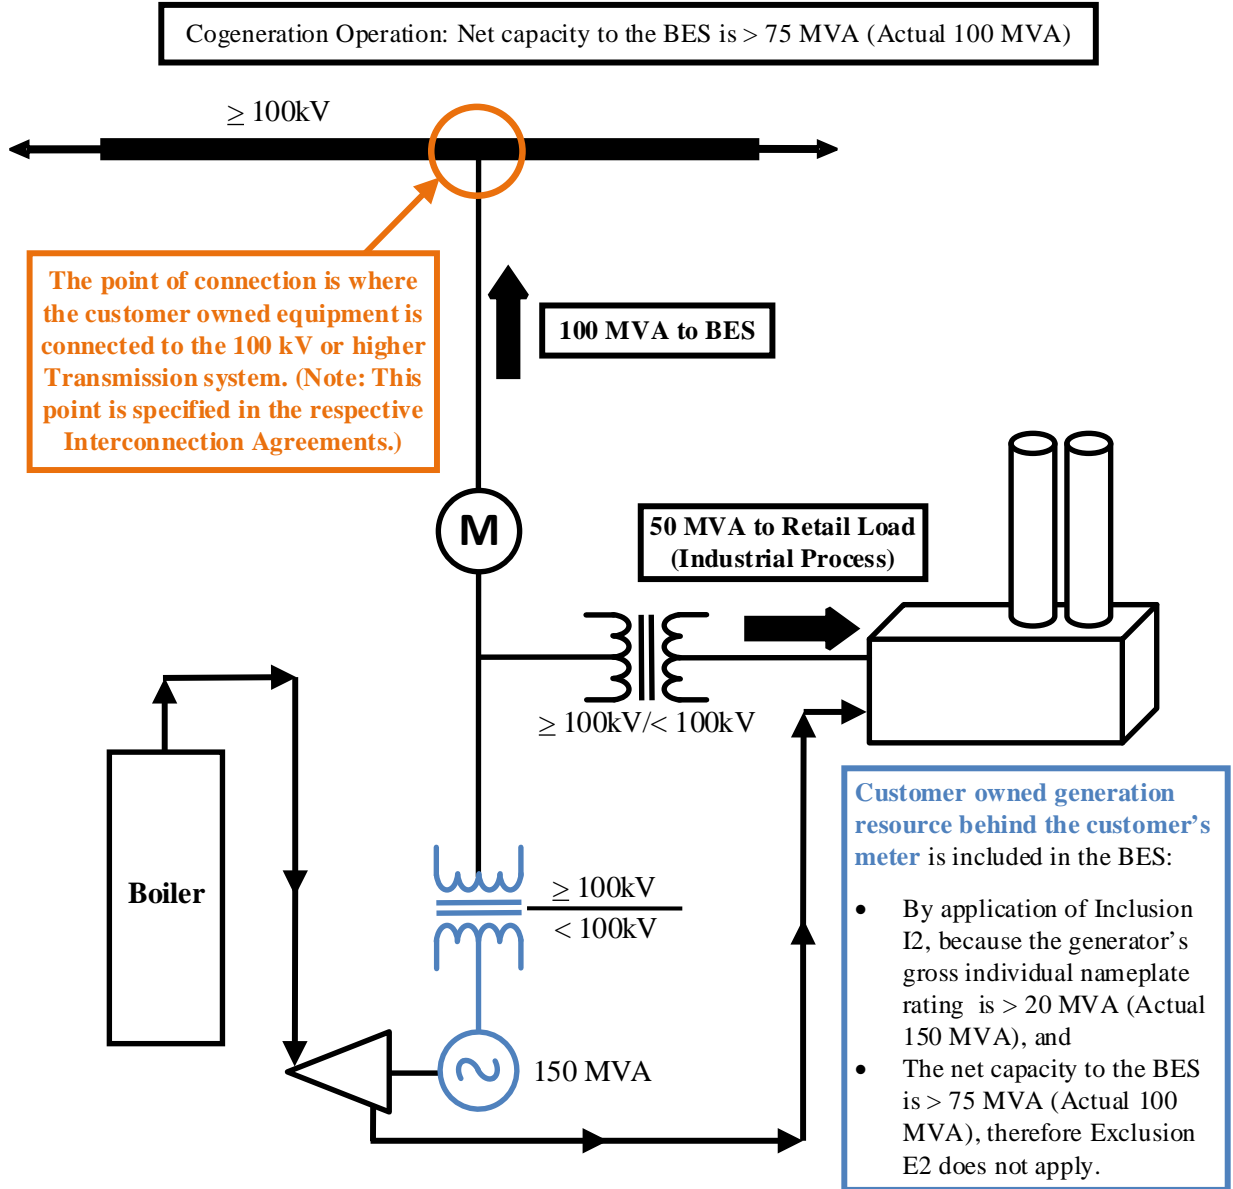 Cogeneration Operation: Net capacity to the BES is > 75 MVA (Actual 100 MVA)
≥ 100kV
The point of connection is where
the customer owned equipment is
connected to the 100 kV or higher
Transmission system. (Note: This
point is specified in the respective
Interconnection Agreements.)
100 MVA to BES
M
50 MVA to Retail Load
(Industrial Process)
≥ 100kV/< 100kV
Boiler
≥ 100kV
< 100kV
150 MVA
Customer owned generation
resource behind the customer’s
meter is included in the BES:
• By application of Inclusion
I2, because the generator’s
gross individual nameplate
rating is > 20 MVA (Actual
150 MVA), and
• The net capacity to the BES
is > 75 MVA (Actual 100
MVA), therefore Exclusion
E2 does not apply.